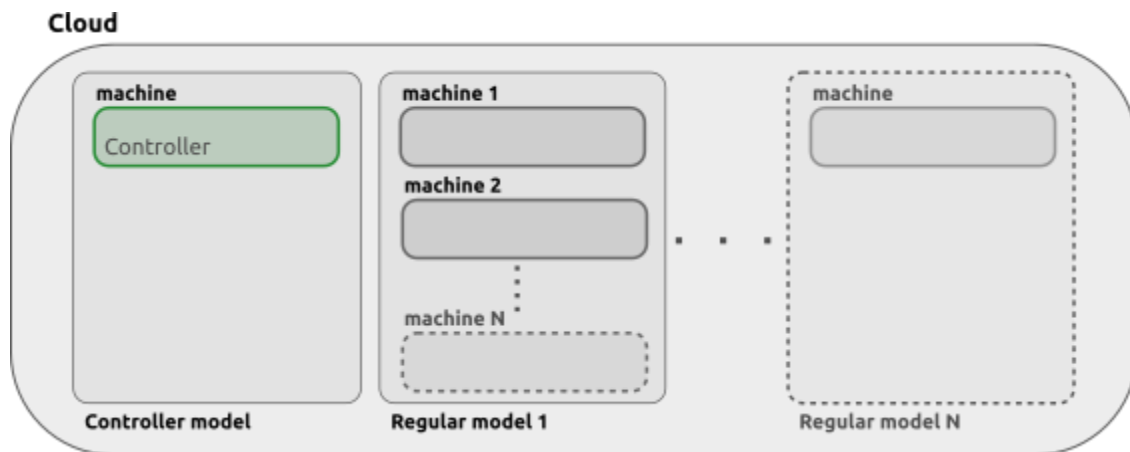 Cloud
machine
Controller
Controller model
machine 1
machine 2
machine N
Regular model 1
machine
Regular model N